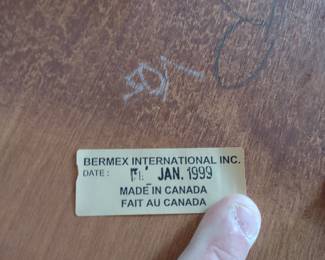 BERMEX INTERNATIONAL INC.
DATE : JAN. 1999
MADE IN CANADA
FAIT AU CANADA